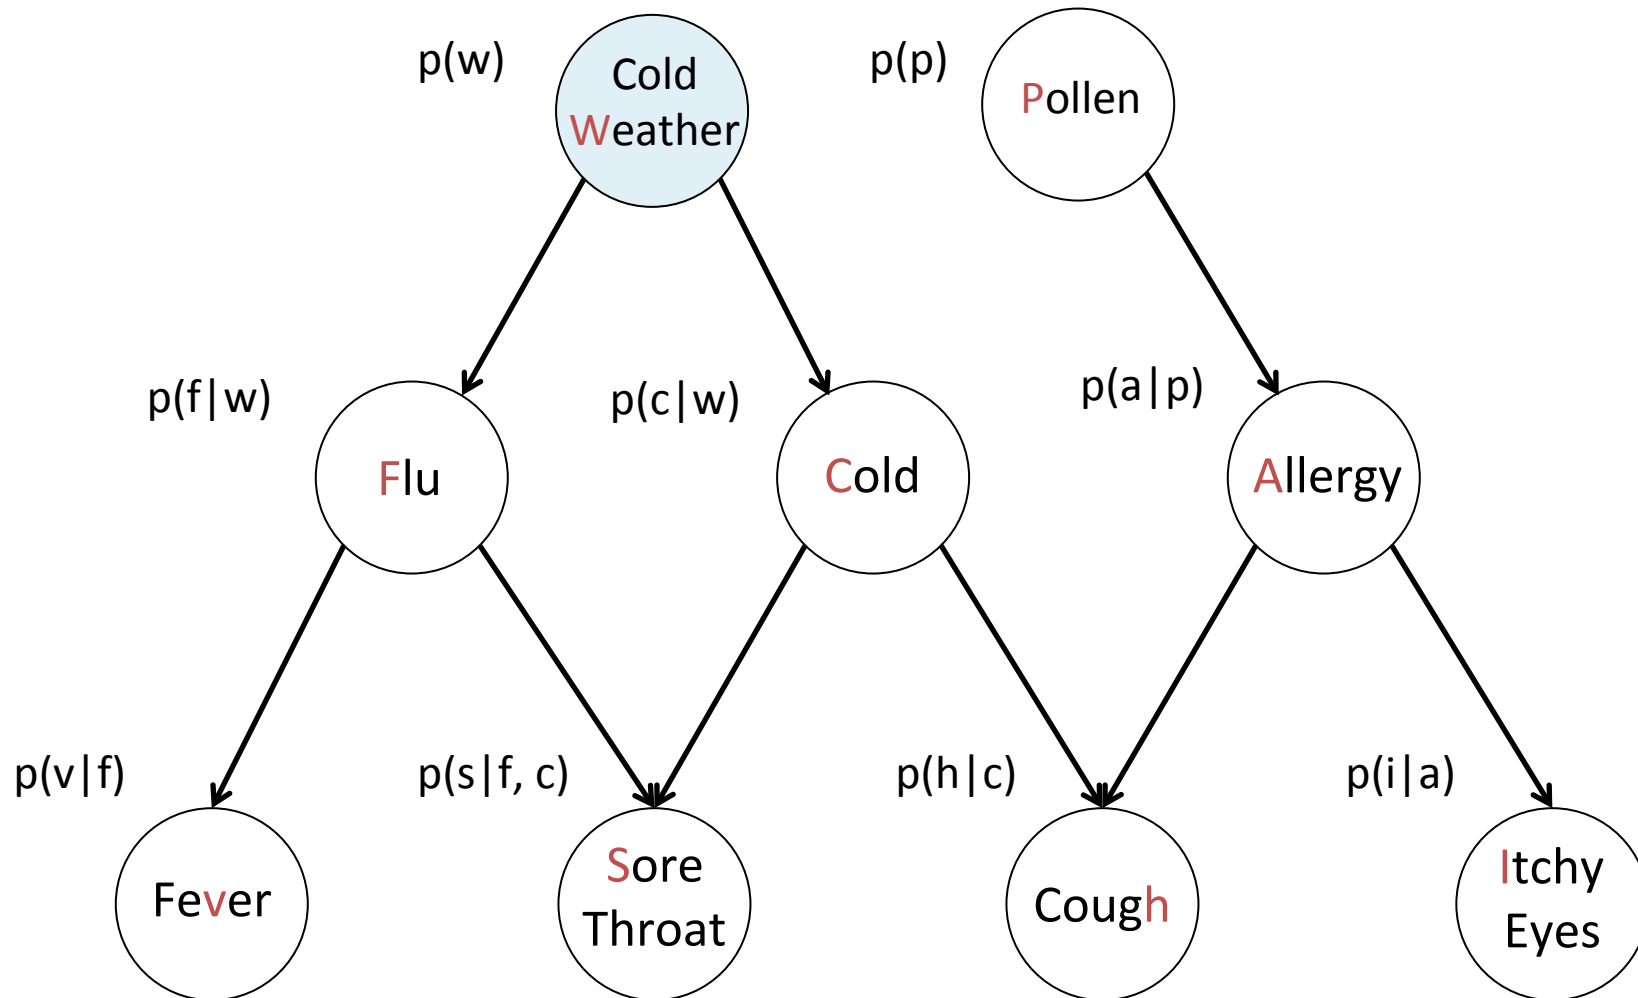 p(w)
Cold
Weather
p(p)
Pollen
p(f|w)
Flu
p(c|w)
Cold
p(a|p)
Allergy
p(v|f)
Fever
p(s|f, c)
Sore
Throat
p(h|c)
Cough
p(i|a)
Itchy
Eyes